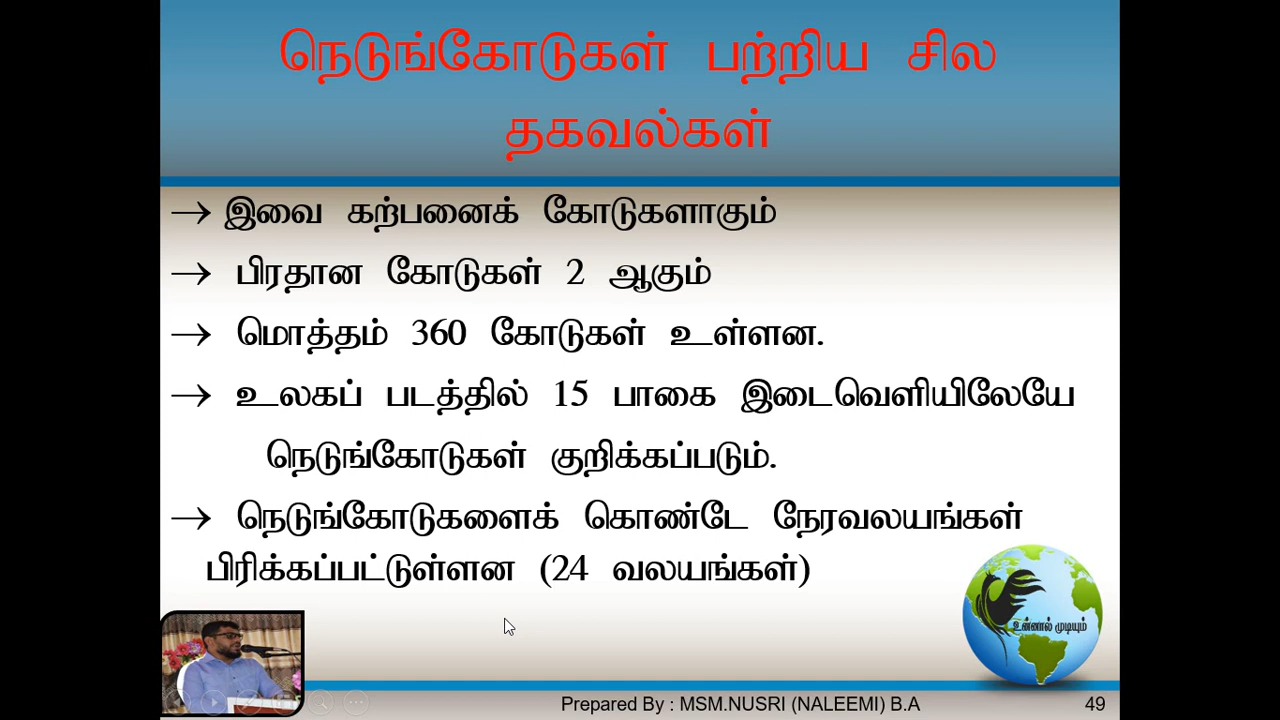 நெடுங்கோடுகள் பற்றிய சில
தகவல்கள்
→ இவை கற்பனைக் கோடுகளாகும்
→ பிரதான கோடுகள் 2 ஆகும்
→ மொத்தம் 360 கோடுகள் உள்ளன.
→ உலகப் படத்தில் 15 பாகை இடைவெளியிலேயே
நெடுங்கோடுகள் குறிக்கப்படும்.
→ நெடுங்கோடுகளைக் கொண்டே நேரவலயங்கள்
பிரிக்கப்பட்டுள்ளன (24 வலயங்கள்)
உன்னால் முடியும்
Prepared By : MSM.NUSRI (NALEEMI) B.A
49